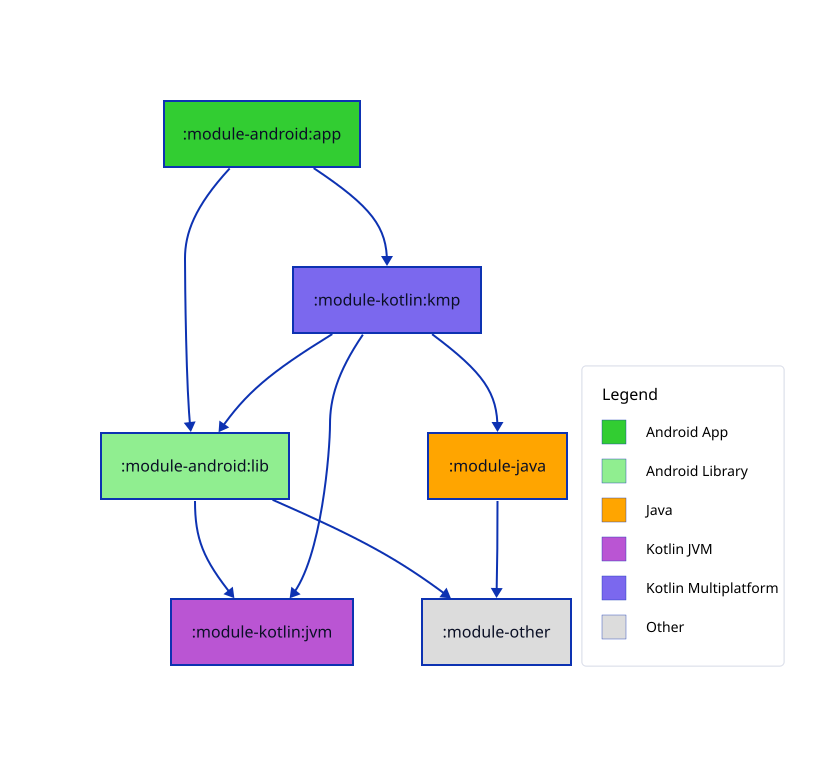 :module-android:app
:module-kotlin:kmp
:module-android:lib
:module-java
:module-kotlin:jvm
:module-other
Legend
Android App
Android Library
Java
Kotlin JVM
Kotlin Multiplatform
Other